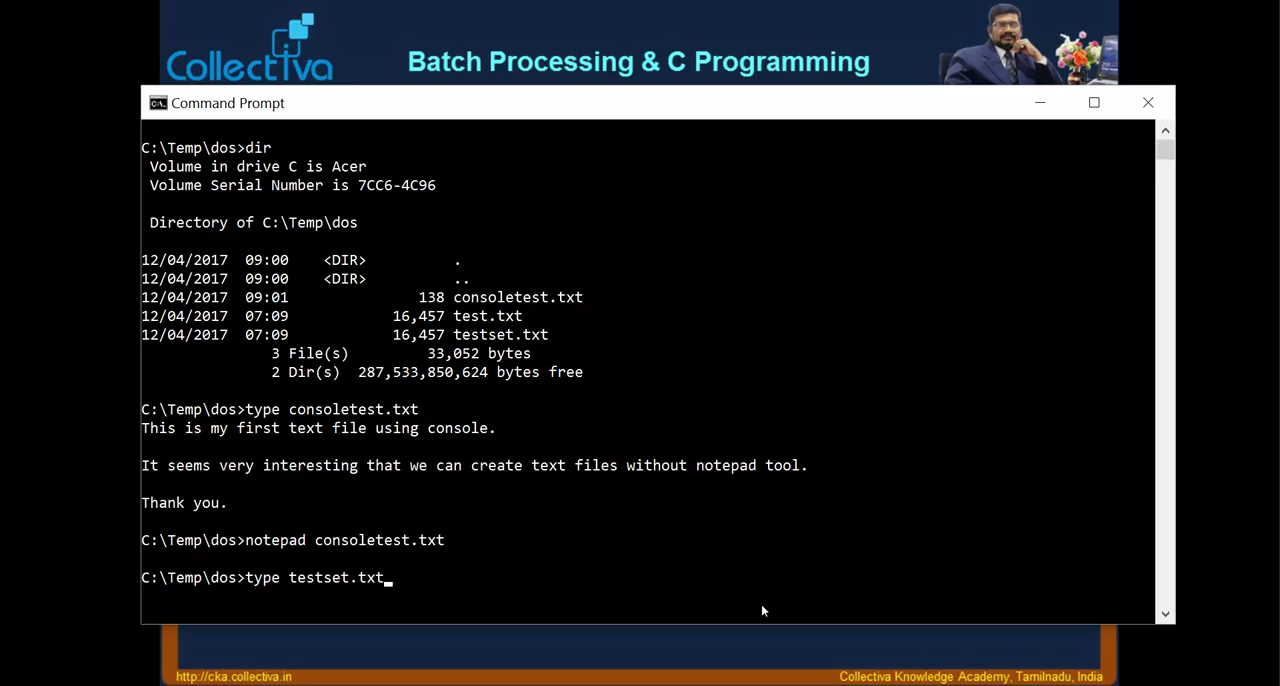 Collectiva
Batch Processing & C Programming
Command Prompt
C:\Temp\dos>dir
Volume in drive C is Acer
Volume Serial Number is 7CC6-4C96
Directory of C:\Temp\dos
12/04/2017  09:00    <DIR>          .
12/04/2017  09:00    <DIR>          ..
12/04/2017  09:01               138 consoletest.txt
12/04/2017  07:09            16,457 test.txt
12/04/2017  07:09            16,457 testset.txt
3 File(s)         33,052 bytes
2 Dir(s)  287,533,850,624 bytes free
C:\Temp\dos>type consoletest.txt
This is my first text file using console.
It seems very interesting that we can create text files without notepad tool.
Thank you.
C:\Temp\dos>notepad consoletest.txt
C:\Temp\dos>type testset.txt
http://cka.collectiva.in
Collectiva Knowledge Academy, Tamilnadu, India